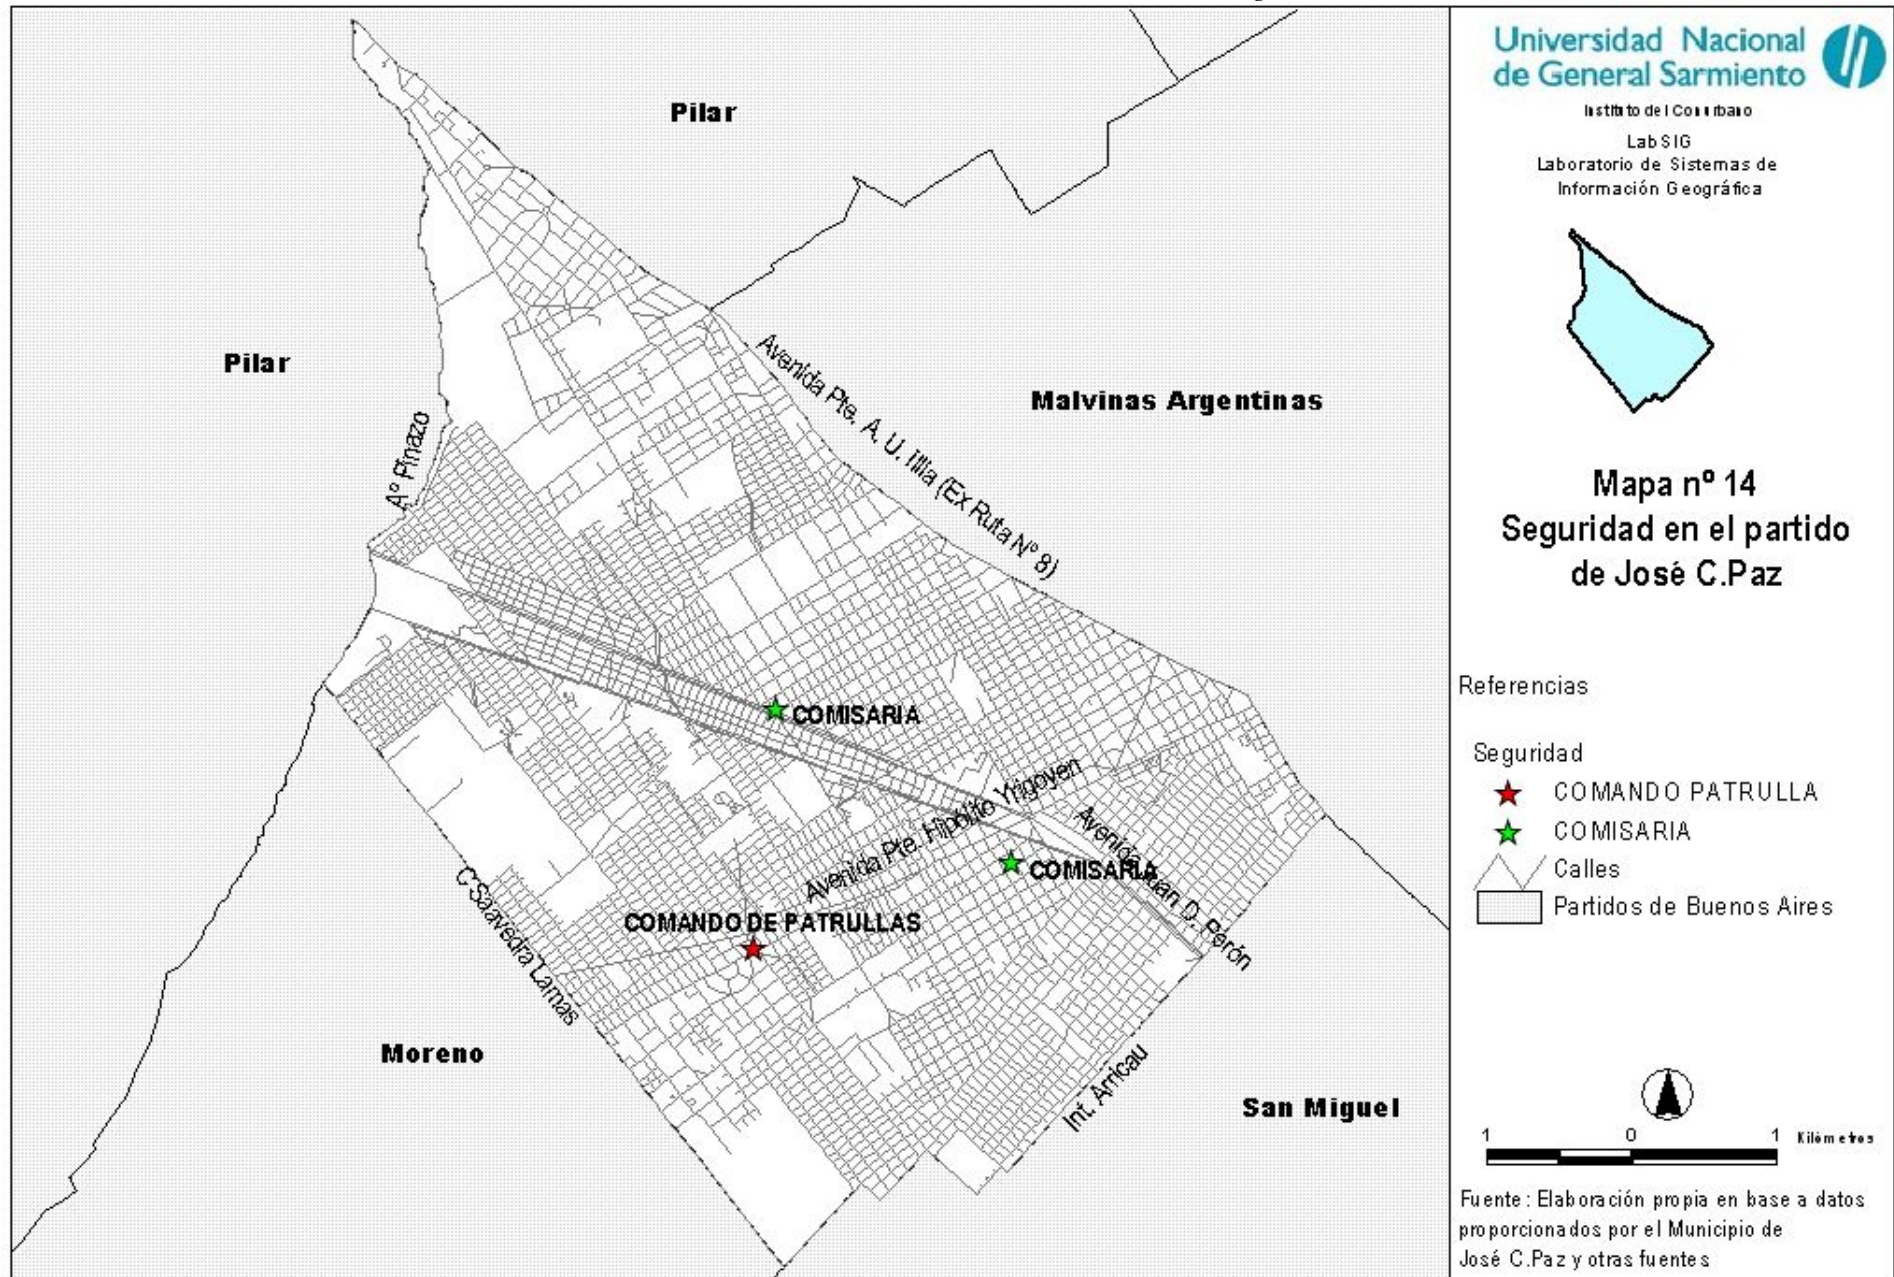 Pilar
Pilar
Malvinas Argentinas
Avenida Pte. A. U. Illia (Ex Ruta Nº 8)
Aº Pinazo
COMISARIA
Avenida Pte. Hipólito Yrigoyen
Avenida Juan D. Perón
COMISARIA
COMANDO DE PATRULLAS
C Saavedra Lamas
Moreno
Int. Arricau
San Miguel
Universidad Nacional
de General Sarmiento
Instituto del Conurbano
LabSIG
Laboratorio de Sistemas de
Información Geográfica
Mapa nº 14
Seguridad en el partido
de José C.Paz
Referencias
Seguridad
COMANDO PATRULLA
COMISARIA
Calles
Partidos de Buenos Aires
1 0 1 Kilómetros
Fuente: Elaboración propia en base a datos
proporcionados por el Municipio de
José C.Paz y otras fuentes